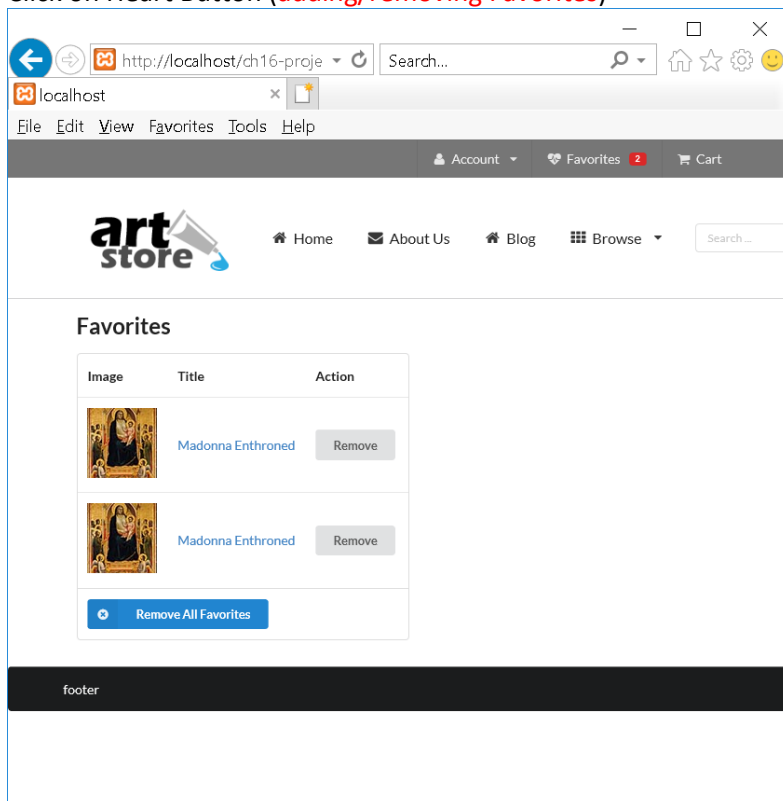 Click on Heart Button (adding/removing Favorites)
http://localhost/ch16-proje Search...
localhost
File Edit View Favorites Tools Help
Account Favorites 2 Cart
art store Home About Us Blog Browse Search ...
Favorites
Image Title Action
Madonna Enthroned Remove
Madonna Enthroned Remove
Remove All Favorites
footer